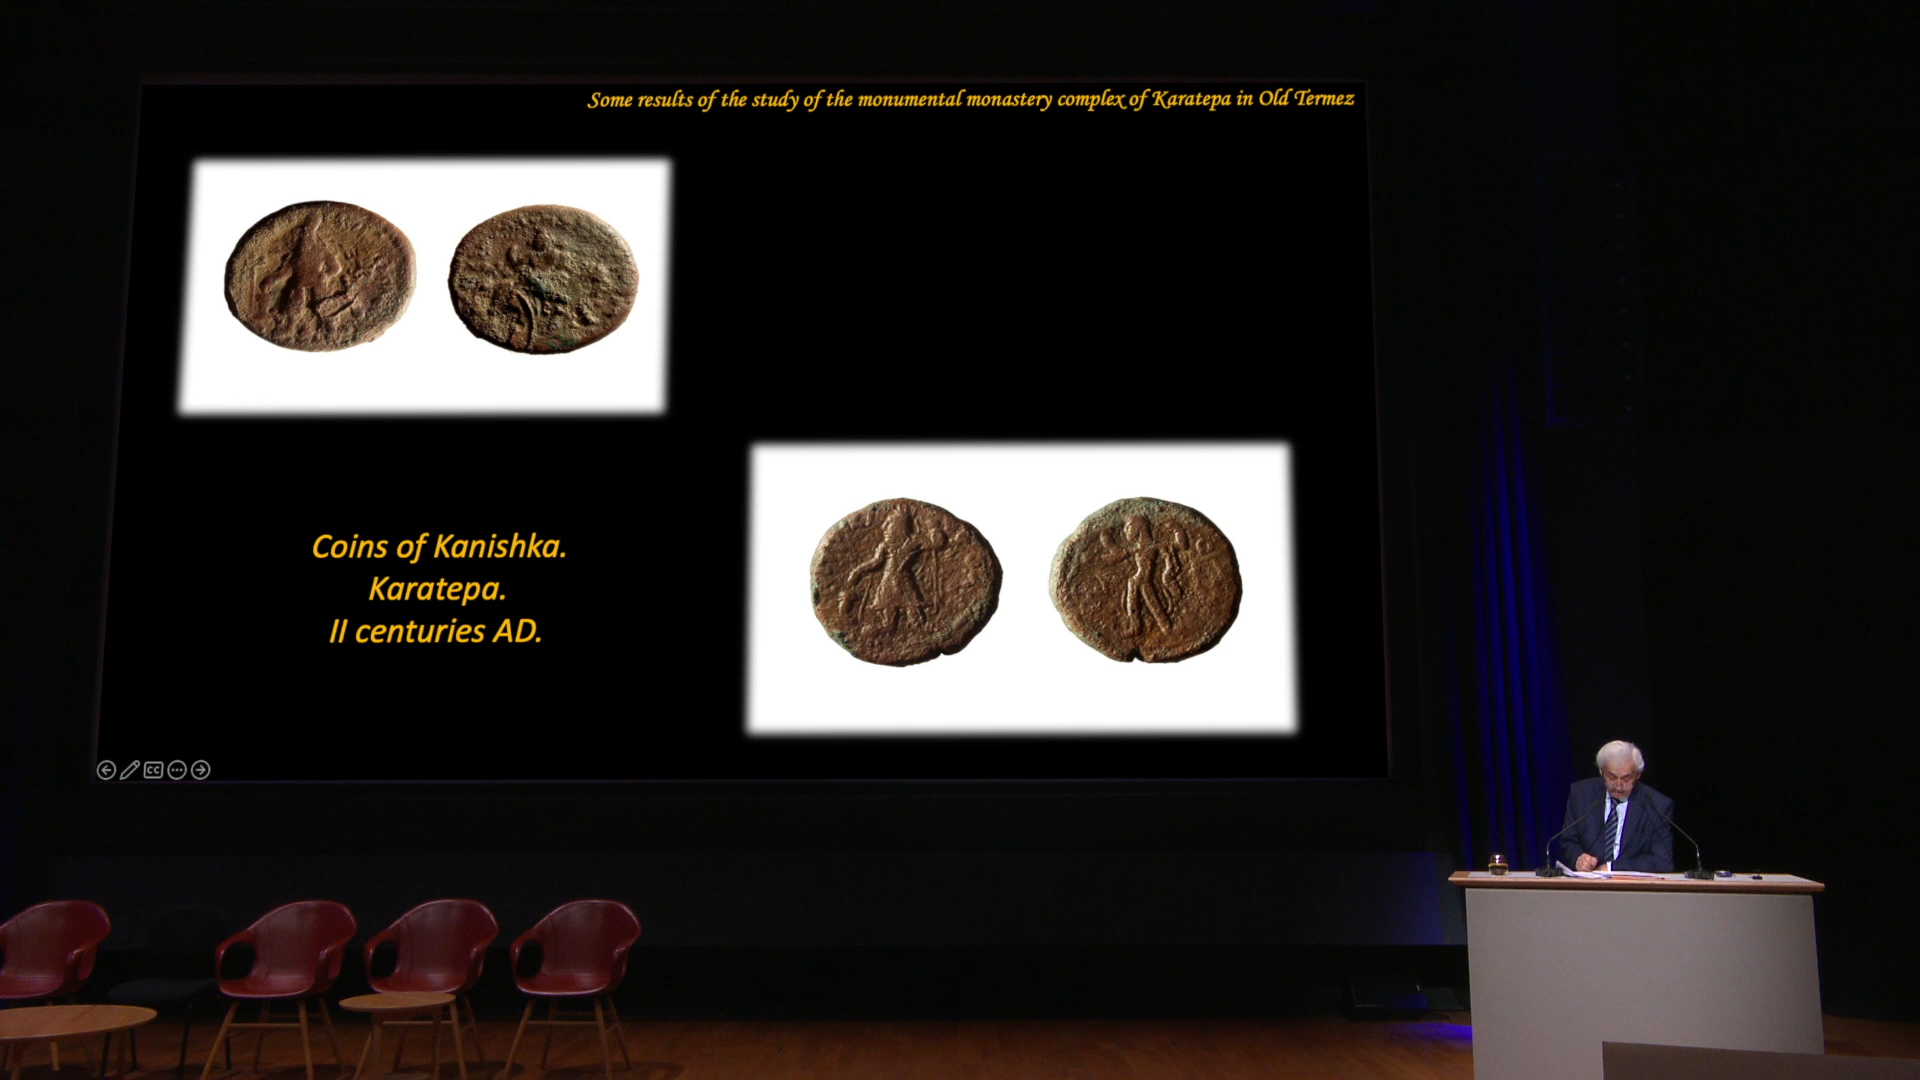 Some results of the study of the monumental monastery complex of Karatepa in Old Termez
Coins of Kanishka.
Karatepa.
II centuries AD.
CC